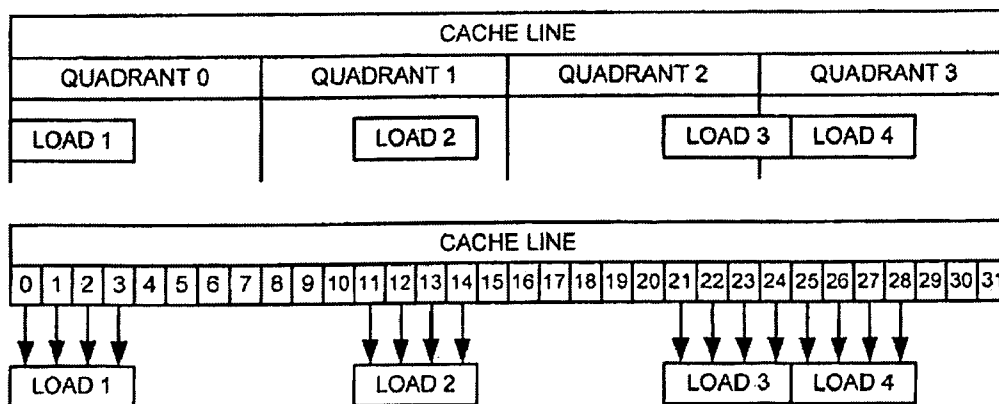 CACHE LINE
QUADRANT 0 QUADRANT 1 QUADRANT 2 QUADRANT 3
LOAD 1 LOAD 2 LOAD 3 LOAD 4
CACHE LINE
0 1 2 3 4 5 6 7 8 9 10 11 12 13 14 15 16 17 18 19 20 21 22 23 24 25 26 27 28 29 30 31
LOAD 1 LOAD 2 LOAD 3 LOAD 4